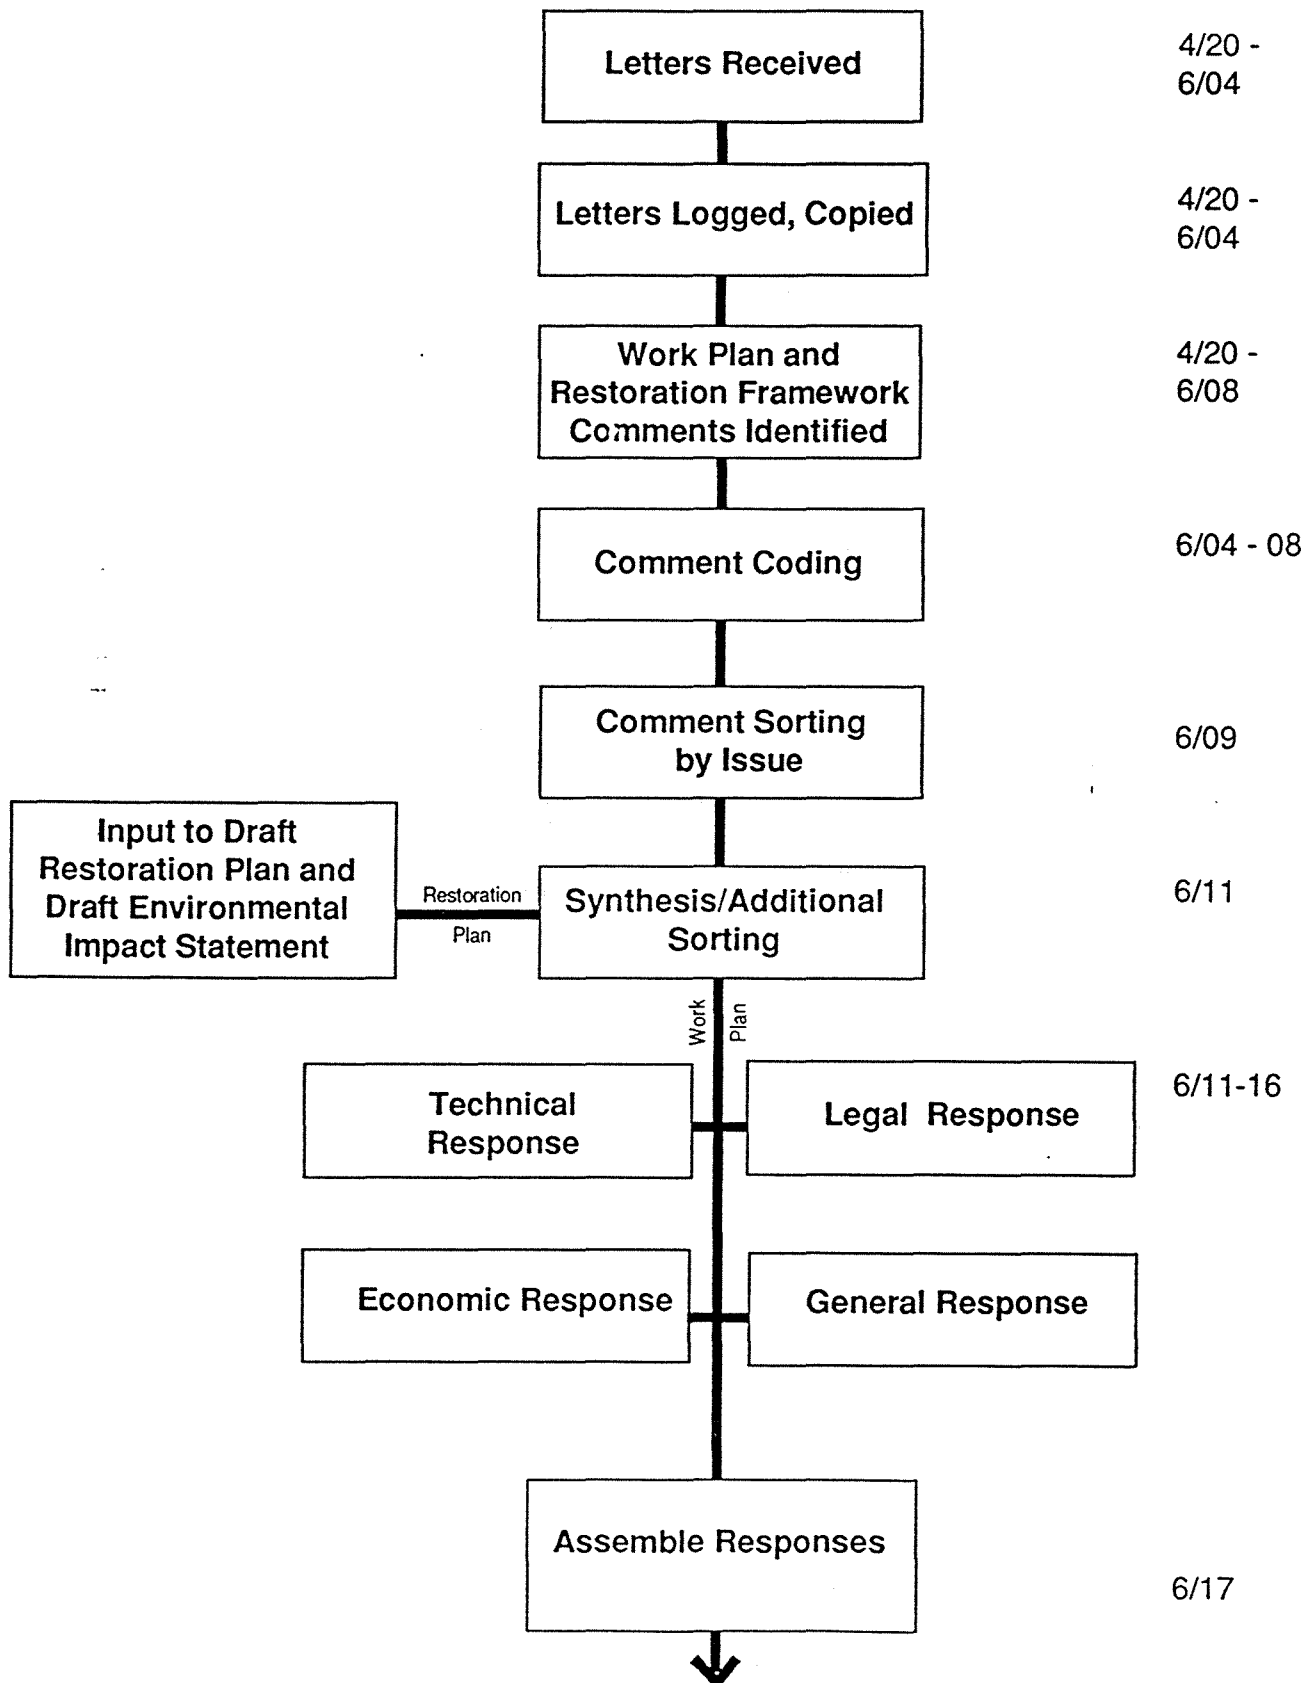 Letters Received
4/20 -
6/04
Letters Logged, Copied
4/20 -
6/04
Work Plan and
Restoration Framework
Comments Identified
4/20 -
6/08
Comment Coding
6/04 - 08
Comment Sorting
by Issue
6/09
Input to Draft
Restoration Plan and
Draft Environmental
Impact Statement
Restoration
Plan
Synthesis/Additional
Sorting
6/11
Work
Plan
Technical
Response
Legal Response
6/11-16
Economic Response
General Response
Assemble Responses
6/17